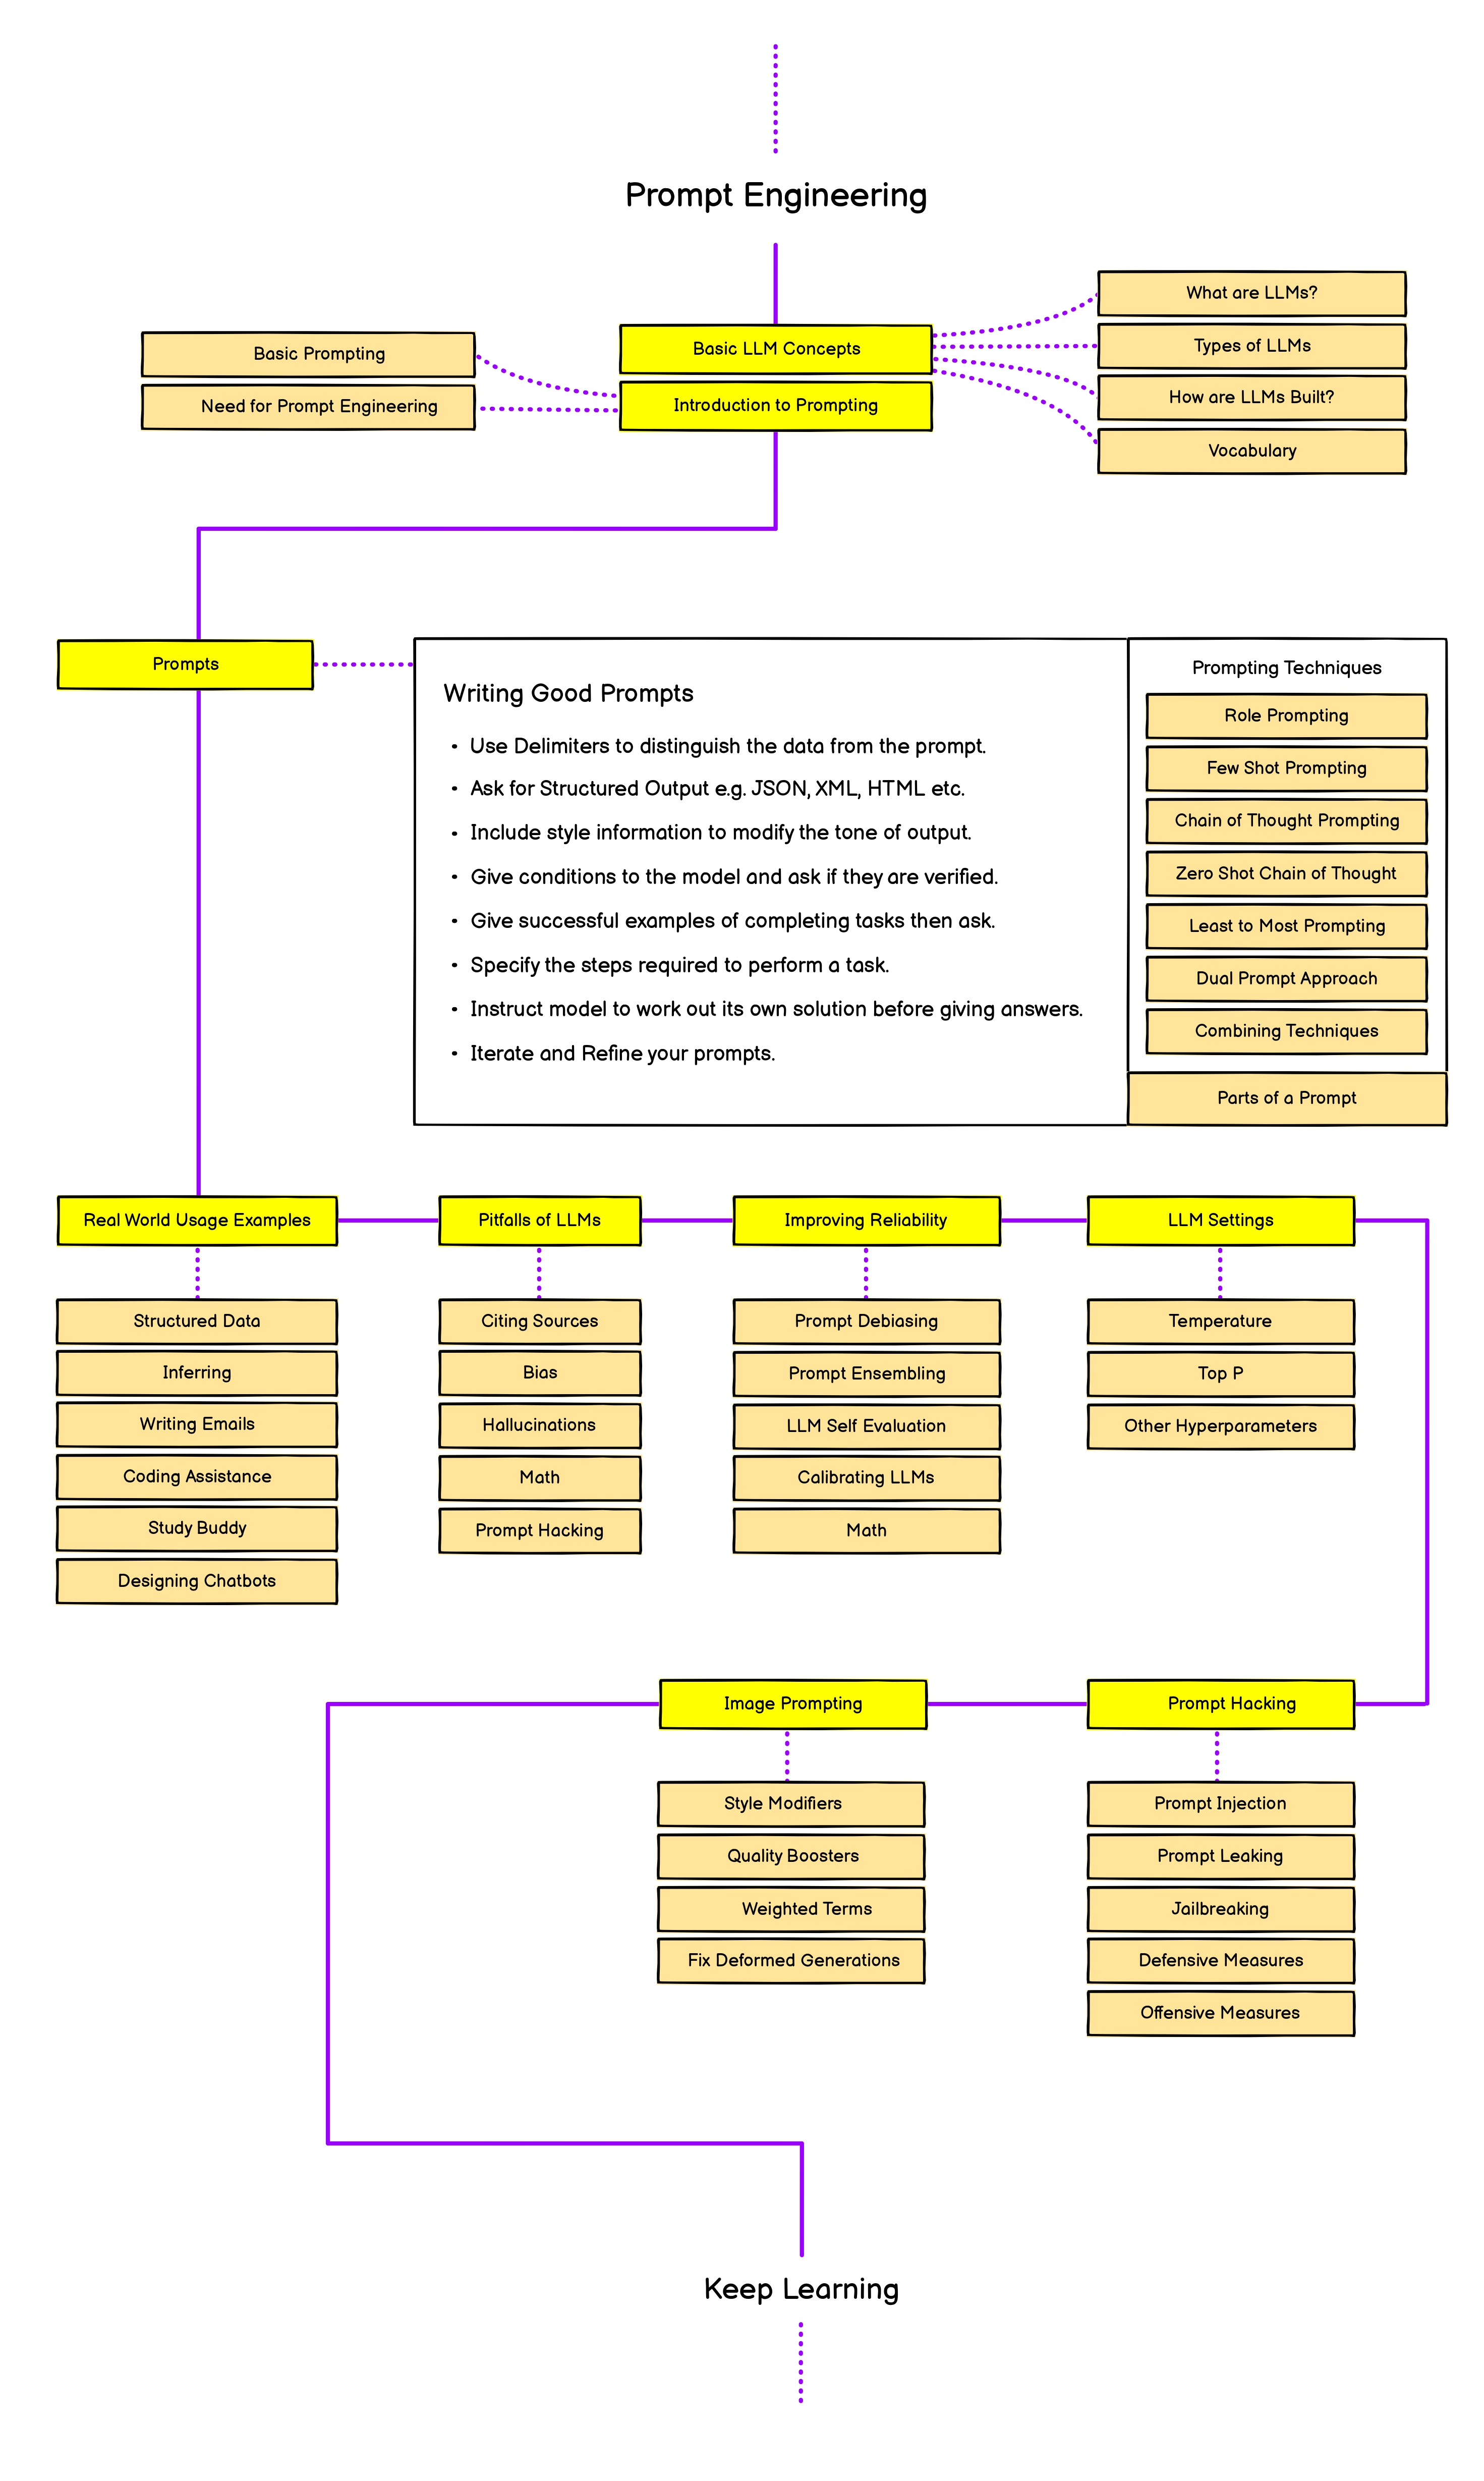 Prompt Engineering
Basic LLM Concepts
What are LLMs?
Types of LLMs
How are LLMs Built?
Vocabulary
Introduction to Prompting
Basic Prompting
Need for Prompt Engineering
Prompts
Writing Good Prompts
• Use Delimiters to distinguish the data from the prompt.
• Ask for Structured Output e.g. JSON, XML, HTML etc.
• Include style information to modify the tone of output.
• Give conditions to the model and ask if they are verified.
• Give successful examples of completing tasks then ask.
• Specify the steps required to perform a task.
• Instruct model to work out its own solution before giving answers.
• Iterate and Refine your prompts.
Prompting Techniques
Role Prompting
Few Shot Prompting
Chain of Thought Prompting
Zero Shot Chain of Thought
Least to Most Prompting
Dual Prompt Approach
Combining Techniques
Parts of a Prompt
Real World Usage Examples
Structured Data
Inferring
Writing Emails
Coding Assistance
Study Buddy
Designing Chatbots
Pitfalls of LLMs
Citing Sources
Bias
Hallucinations
Math
Prompt Hacking
Improving Reliability
Prompt Debiasing
Prompt Ensembling
LLM Self Evaluation
Calibrating LLMs
Math
LLM Settings
Temperature
Top P
Other Hyperparameters
Prompt Hacking
Prompt Injection
Prompt Leaking
Jailbreaking
Defensive Measures
Offensive Measures
Image Prompting
Style Modifiers
Quality Boosters
Weighted Terms
Fix Deformed Generations
Keep Learning